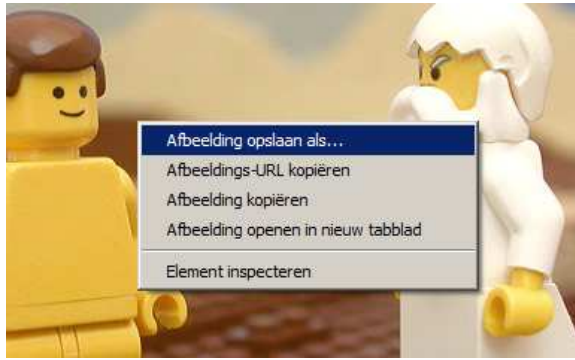 Afbeelding opslaan als...
Afbeeldings-URL kopiëren
Afbeelding kopiëren
Afbeelding openen in nieuw tabblad
Element inspecteren